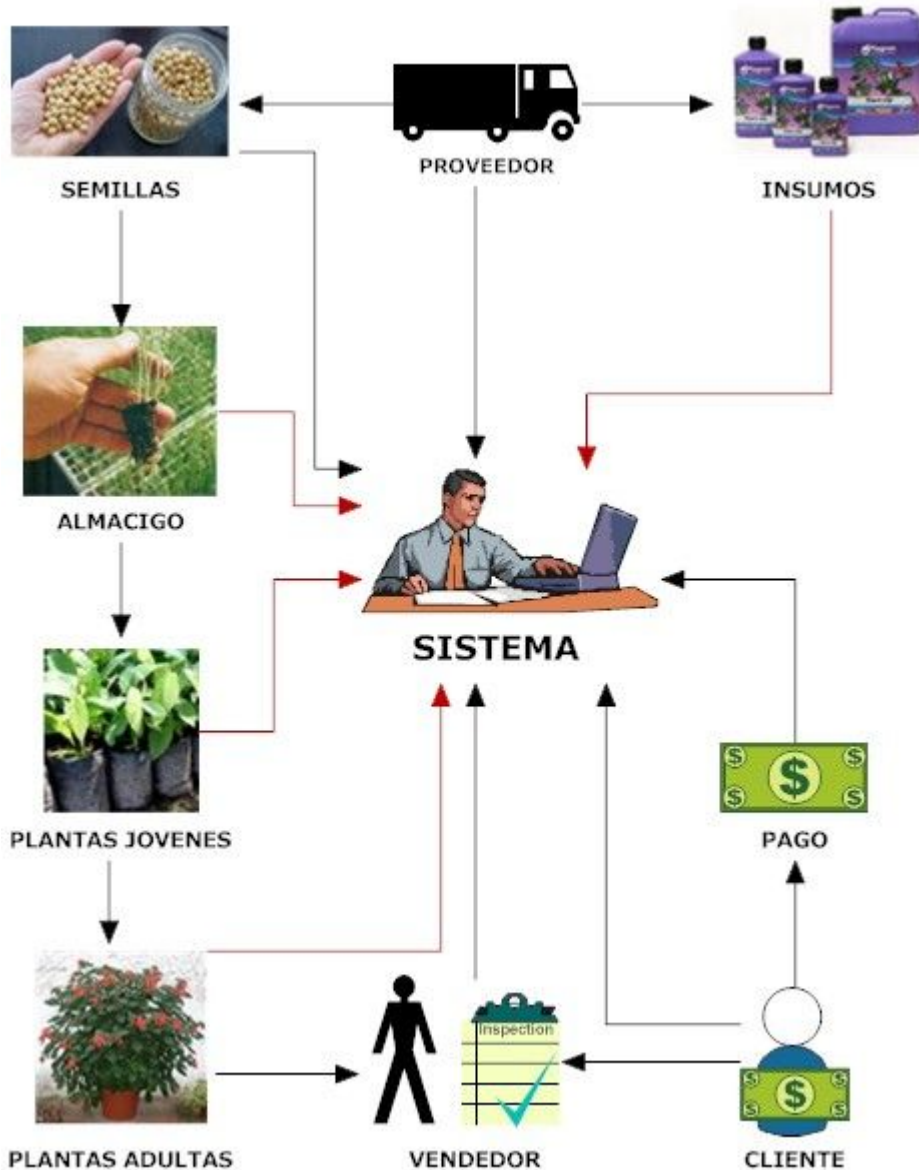 PROVEEDOR
SEMILLAS
INSUMOS
ALMACIGO
SISTEMA
PLANTAS JOVENES
PAGO
Inspection
PLANTAS ADULTAS
VENDEDOR
CLIENTE